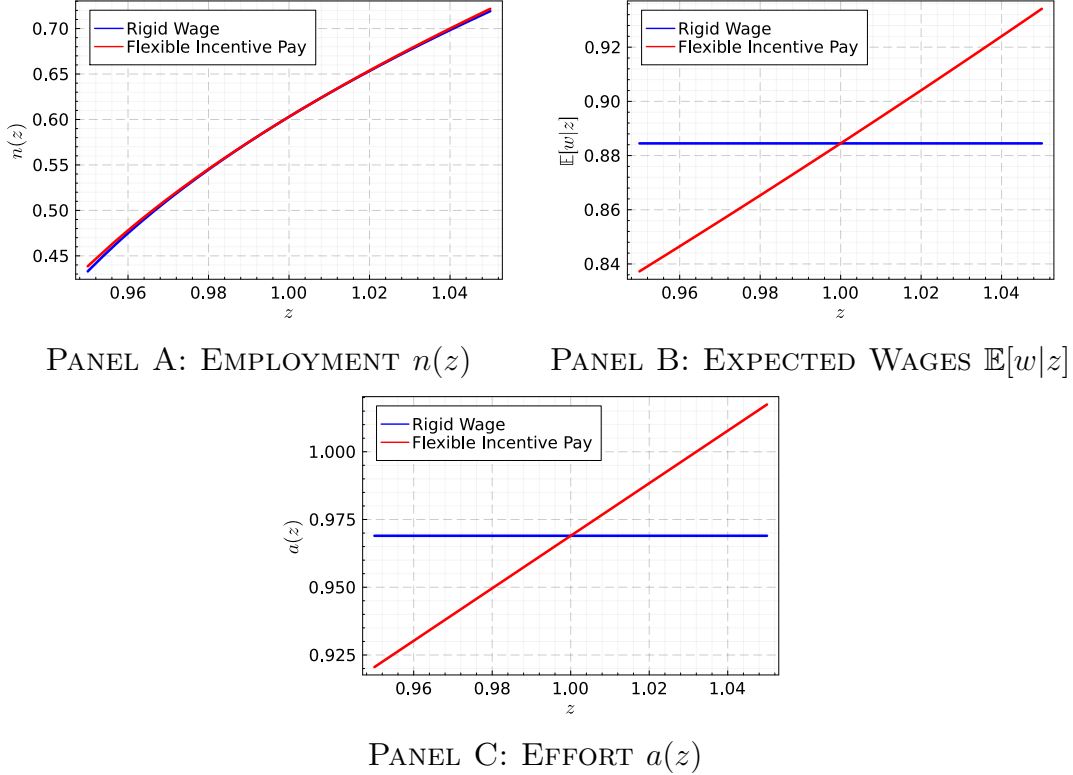 Rigid Wage
Flexible Incentive Pay
0.70
0.65
0.60
0.55
0.50
0.45
n(z)
0.96 0.98 1.00 1.02 1.04
z
PANEL A: EMPLOYMENT n(z)
Rigid Wage
Flexible Incentive Pay
0.92
0.90
0.88
0.86
0.84
𝔼[w|z]
0.96 0.98 1.00 1.02 1.04
z
PANEL B: EXPECTED WAGES 𝔼[w|z]
Rigid Wage
Flexible Incentive Pay
1.000
0.975
0.950
0.925
a(z)
0.96 0.98 1.00 1.02 1.04
z
PANEL C: EFFORT a(z)